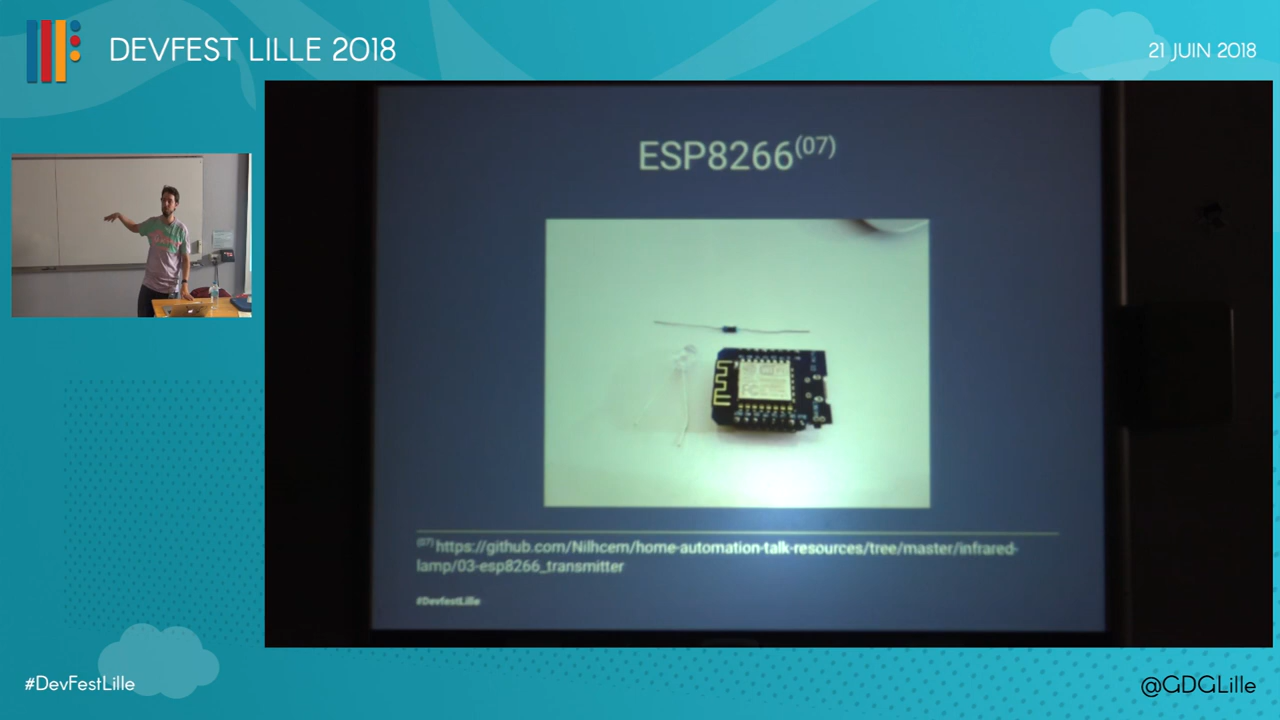 DEVFEST LILLE 2018
21 JUIN 2018
ESP8266(07)
(07) https://github.com/Nilhcem/home-automation-talk-resources/tree/master/infrared-
lamp/03-esp8266_transmitter
#DevfestLille
#DevFestLille
@GDGLille